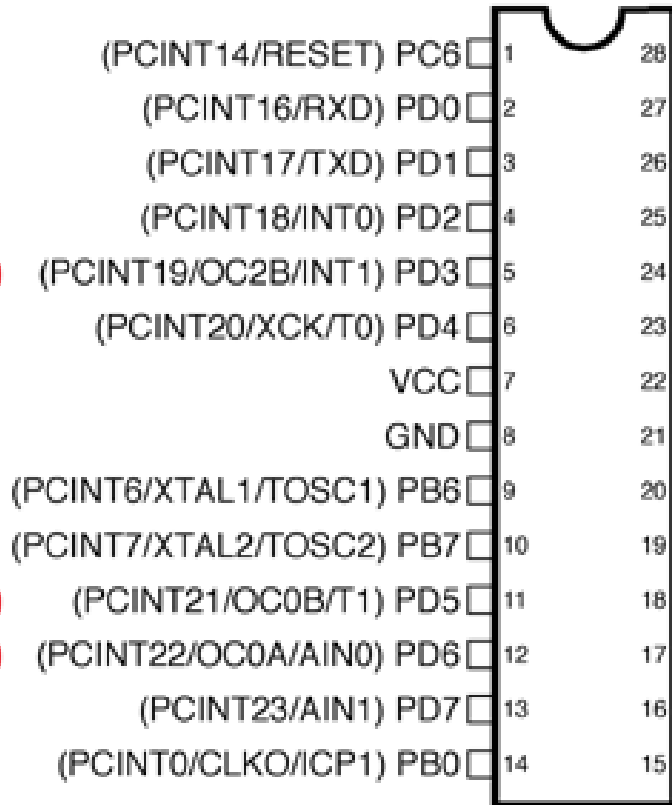 (PCINT14/RESET) PC6 1 28
(PCINT16/RXD) PD0 2 27
(PCINT17/TXD) PD1 3 26
(PCINT18/INT0) PD2 4 25
(PCINT19/OC2B/INT1) PD3 5 24
(PCINT20/XCK/T0) PD4 6 23
VCC 7 22
GND 8 21
(PCINT6/XTAL1/TOSC1) PB6 9 20
(PCINT7/XTAL2/TOSC2) PB7 10 19
) (PCINT21/OC0B/T1) PD5 11 18
) (PCINT22/OC0A/AIN0) PD6 12 17
(PCINT23/AIN1) PD7 13 16
(PCINT0/CLKO/ICP1) PB0 14 15